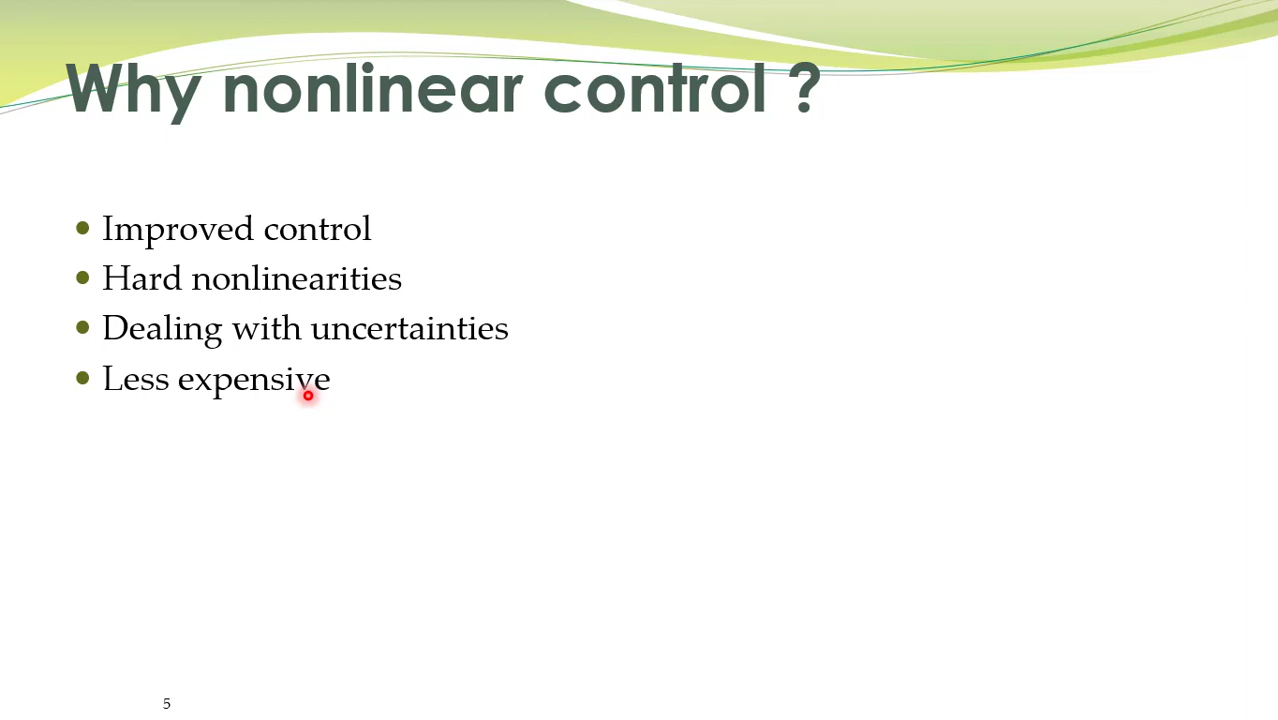 Why nonlinear control ?
• Improved control
• Hard nonlinearities
• Dealing with uncertainties
• Less expensive
5